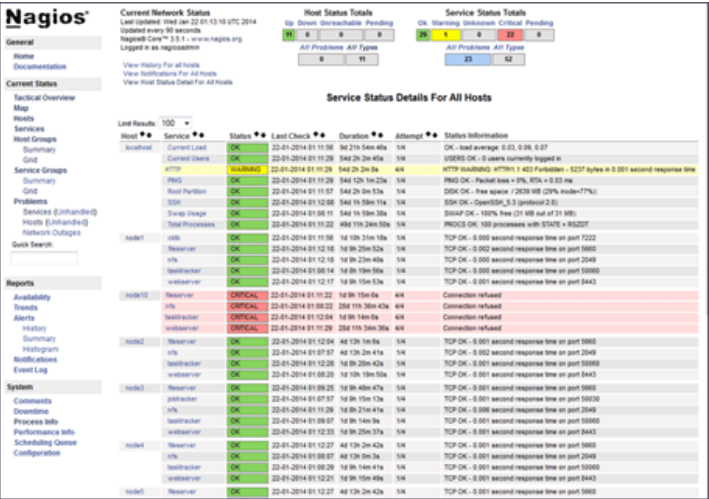 Nagios®
General
Home
Documentation
Current Status
Tactical Overview
Map
Hosts
Services
Host Groups
Summary
Grid
Service Groups
Summary
Grid
Problems
Services (Unhandled)
Hosts (Unhandled)
Network Outages
Quick Search:
Reports
Availability
Trends
Alerts
History
Summary
Histogram
Notifications
Event Log
System
Comments
Downtime
Process Info
Performance Info
Scheduling Queue
Configuration
Current Network Status
Last Updated: Wed Jan 22 01:13:10 UTC 2014
Updated every 90 seconds
Nagios® Core™ 3.5.1 - www.nagios.org
Logged in as nagiosadmin
View History For all hosts
View Notifications For All Hosts
View Host Status Detail For All Hosts
Host Status Totals
Up Down Unreachable Pending
11 0 0 0
All Problems All Types
0 11
Service Status Totals
Ok Warning Unknown Critical Pending
29 1 0 22 0
All Problems All Types
23 52
Service Status Details For All Hosts
Limit Results: 100
Host Service Status Last Check Duration Attempt Status Information
localhost Current Load OK 22-01-2014 01:11:56 9d 21h 54m 46s 1/4 OK - load average: 0.03, 0.09, 0.07
Current Users OK 22-01-2014 01:11:28 54d 2h 2m 45s 1/4 USERS OK - 0 users currently logged in
HTTP WARNING 22-01-2014 01:11:29 54d 2h 2m 4/4 HTTP WARNING: HTTP/1.1 403 Forbidden - 5237 bytes in 0.001 second response time
PING OK 22-01-2014 01:11:29 54d 12h 1m 23s 1/4 PING OK - Packet loss = 0%, RTA = 0.03 ms
Root Partition OK 22-01-2014 01:11:57 54d 2h 0m 53s 1/4 DISK OK - free space: / 2639 MB (29% inode=77%)
SSH OK 22-01-2014 01:12:08 54d 1h 59m 11s 1/4 SSH OK - OpenSSH_5.3 (protocol 2.0)
Swap Usage OK 22-01-2014 01:08:11 54d 1h 59m 1/4 SWAP OK - 100% free (31 MB out of 31 MB)
Total Processes OK 22-01-2014 01:11:22 49d 11h 24m 50s 1/4 PROCS OK: 100 processes with STATE = RSZDT
node1 cldb OK 22-01-2014 01:11:56 1d 10h 31m 18s 1/4 TCP OK - 0.000 second response time on port 7222
fileserver OK 22-01-2014 01:12:18 1d 9h 25m 52s 1/4 TCP OK - 0.002 second response time on port 5660
nfs OK 22-01-2014 01:12:18 1d 9h 23m 1/4 TCP OK - 0.000 second response time on port 2049
tasktracker OK 22-01-2014 01:08:14 1d 8h 19m 56s 1/4 TCP OK - 0.000 second response time on port 50060
webserver OK 22-01-2014 01:12:17 1d 9h 15m 53s 1/4 TCP OK - 0.001 second response time on port 8443
node10 fileserver CRITICAL 22-01-2014 01:11:22 1d 9h 15m 6s 4/4 Connection refused
nfs CRITICAL 22-01-2014 01:08:22 28d 11h 36m 43s 4/4 Connection refused
tasktracker CRITICAL 22-01-2014 01:12:04 1d 9h 14m 6s 4/4 Connection refused
webserver CRITICAL 22-01-2014 01:11:29 28d 11h 34m 36s 4/4 Connection refused
node2 fileserver OK 22-01-2014 01:12:04 4d 13h 1m 6s 1/4 TCP OK - 0.001 second response time on port 5660
nfs OK 22-01-2014 01:07:57 4d 13h 2m 41s 1/4 TCP OK - 0.002 second response time on port 2049
tasktracker OK 22-01-2014 01:12:28 1d 8h 20m 42s 1/4 TCP OK - 0.001 second response time on port 50060
webserver OK 22-01-2014 01:08:20 1d 10h 19m 50s 1/4 TCP OK - 0.001 second response time on port 8443
node3 fileserver OK 22-01-2014 01:09:25 1d 9h 48m 47s 1/4 TCP OK - 0.001 second response time on port 5660
jobtracker OK 22-01-2014 01:07:57 1d 9h 15m 13s 1/4 TCP OK - 0.001 second response time on port 50030
nfs OK 22-01-2014 01:11:29 1d 8h 21m 41s 1/4 TCP OK - 0.006 second response time on port 2049
tasktracker OK 22-01-2014 01:09:07 1d 9h 14m 1/4 TCP OK - 0.001 second response time on port 50060
webserver OK 22-01-2014 01:12:33 1d 9h 25m 37s 1/4 TCP OK - 0.001 second response time on port 8443
node4 fileserver OK 22-01-2014 01:12:27 4d 13h 2m 42s 1/4 TCP OK - 0.001 second response time on port 5660
nfs OK 22-01-2014 01:08:07 4d 13h 0m 3s 1/4 TCP OK - 0.001 second response time on port 2049
tasktracker OK 22-01-2014 01:08:29 1d 9h 14m 41s 1/4 TCP OK - 0.001 second response time on port 50060
webserver OK 22-01-2014 01:12:21 1d 9h 15m 49s 1/4 TCP OK - 0.001 second response time on port 8443
node5 fileserver OK 22-01-2014 01:12:27 4d 13h 2m 42s 1/4 TCP OK - 0.001 second response time on port 5660